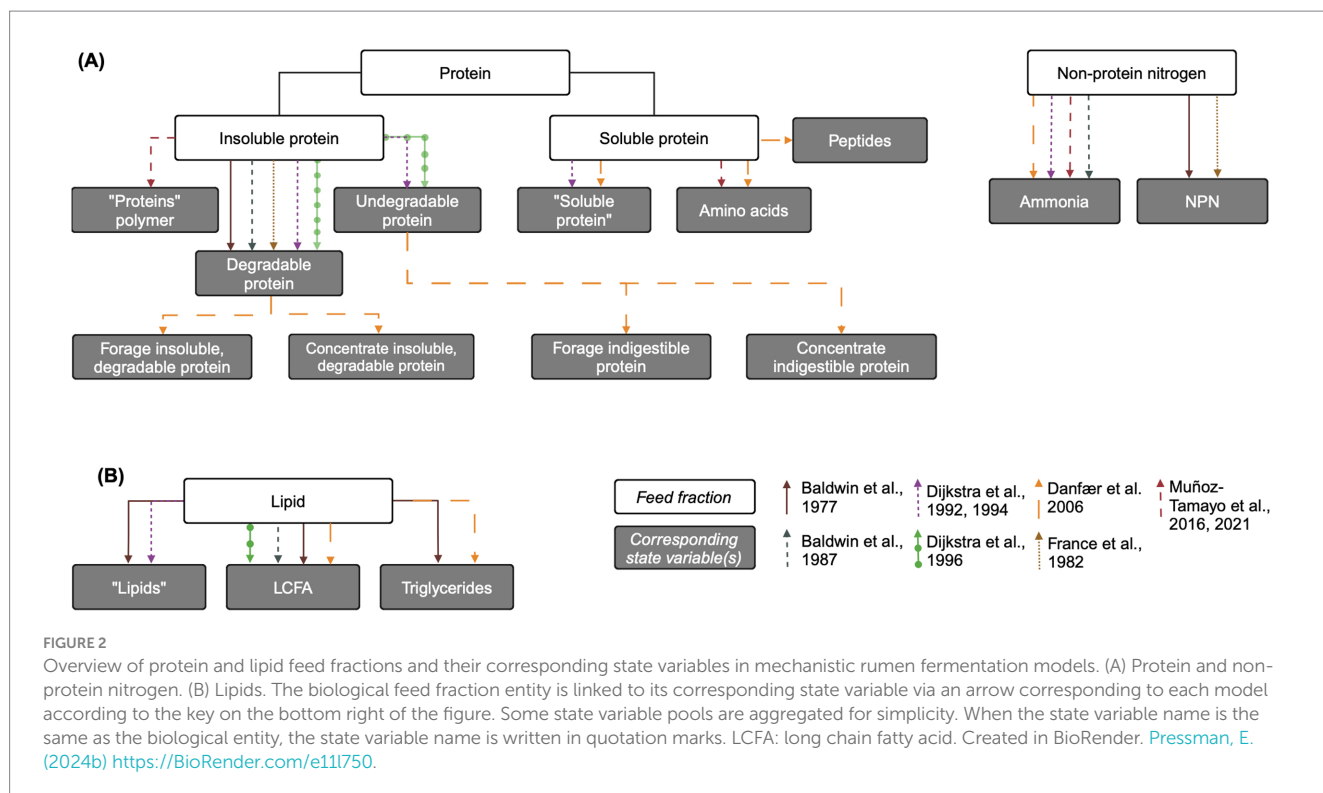 (A)
Protein
Non-protein nitrogen
Insoluble protein
Soluble protein
Peptides
"Proteins"
polymer
Undegradable
protein
"Soluble
protein"
Amino acids
Ammonia
NPN
Degradable
protein
Forage insoluble,
degradable protein
Concentrate insoluble,
degradable protein
Forage indigestible
protein
Concentrate
indigestible protein
(B)
Lipid
"Lipids"
LCFA
Triglycerides
Feed fraction
Corresponding
state variable(s)
Baldwin et al.,
1977
Dijkstra et al.,
1992, 1994
Danfær et al.
2006
Muñoz-
Tamayo et al.,
2016, 2021
Baldwin et al.,
1987
Dijkstra et al.,
1996
France et al.,
1982
FIGURE 2
Overview of protein and lipid feed fractions and their corresponding state variables in mechanistic rumen fermentation models. (A) Protein and non-
protein nitrogen. (B) Lipids. The biological feed fraction entity is linked to its corresponding state variable via an arrow corresponding to each model
according to the key on the bottom right of the figure. Some state variable pools are aggregated for simplicity. When the state variable name is the
same as the biological entity, the state variable name is written in quotation marks. LCFA: long chain fatty acid. Created in BioRender. Pressman, E.
(2024b) https://BioRender.com/e11l750.